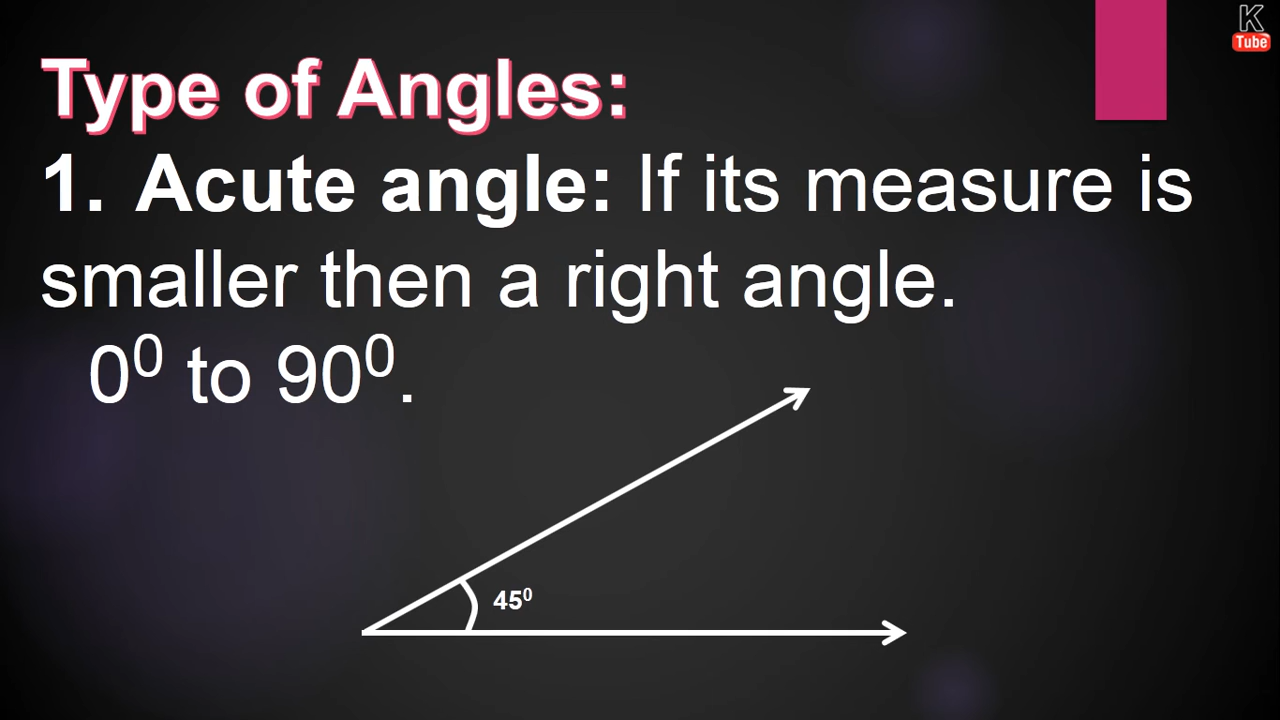 K
Tube
Type of Angles:
1. Acute angle: If its measure is
smaller then a right angle.
0⁰ to 90⁰.
45⁰